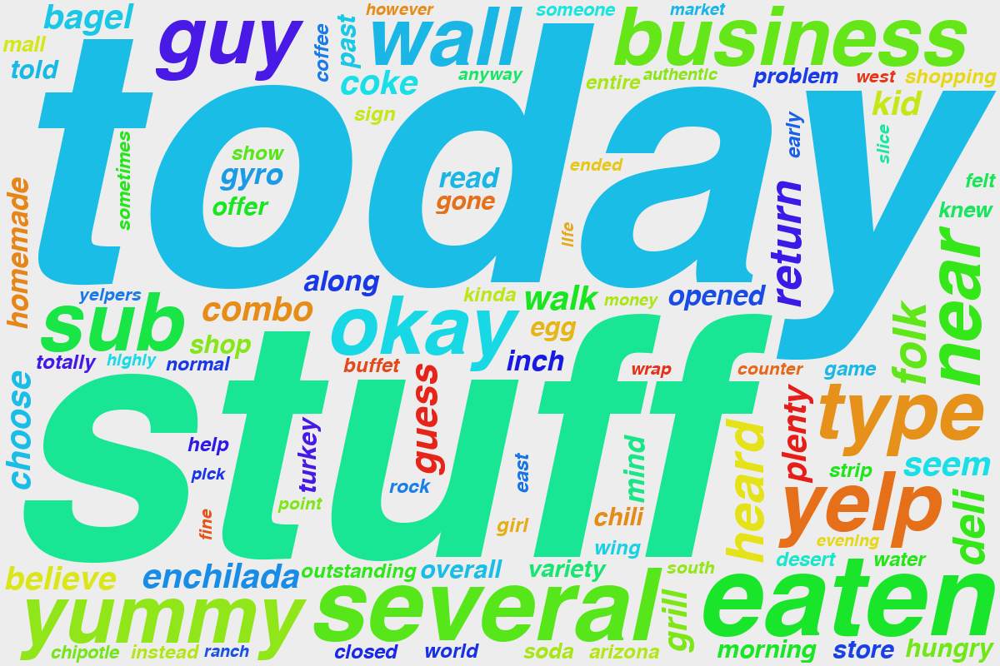 bagel
guy
however
someone
market
mall
told
coffee
past
wall
business
coke
anyway
entire
authentic
problem
west
shopping
sign
kid
today
sometimes
show
gyro
offer
read
gone
ended
life
early
slice
felt
knew
homemade
return
near
along
yelpers
kinda
walk
money
opened
sub
combo
okay
egg
folk
shop
totally
highly
normal
buffet
inch
wrap
counter
game
choose
stuff
guess
type
plenty
help
turkey
pick
rock
east
mind
heard
strip
seem
point
fine
girl
chili
yelp
deli
wing
evening
believe
enchilada
outstanding
overall
variety
south
desert
water
yummy
several
grill
eaten
chipotle
instead
ranch
closed
world
soda
arizona
morning
store
hungry